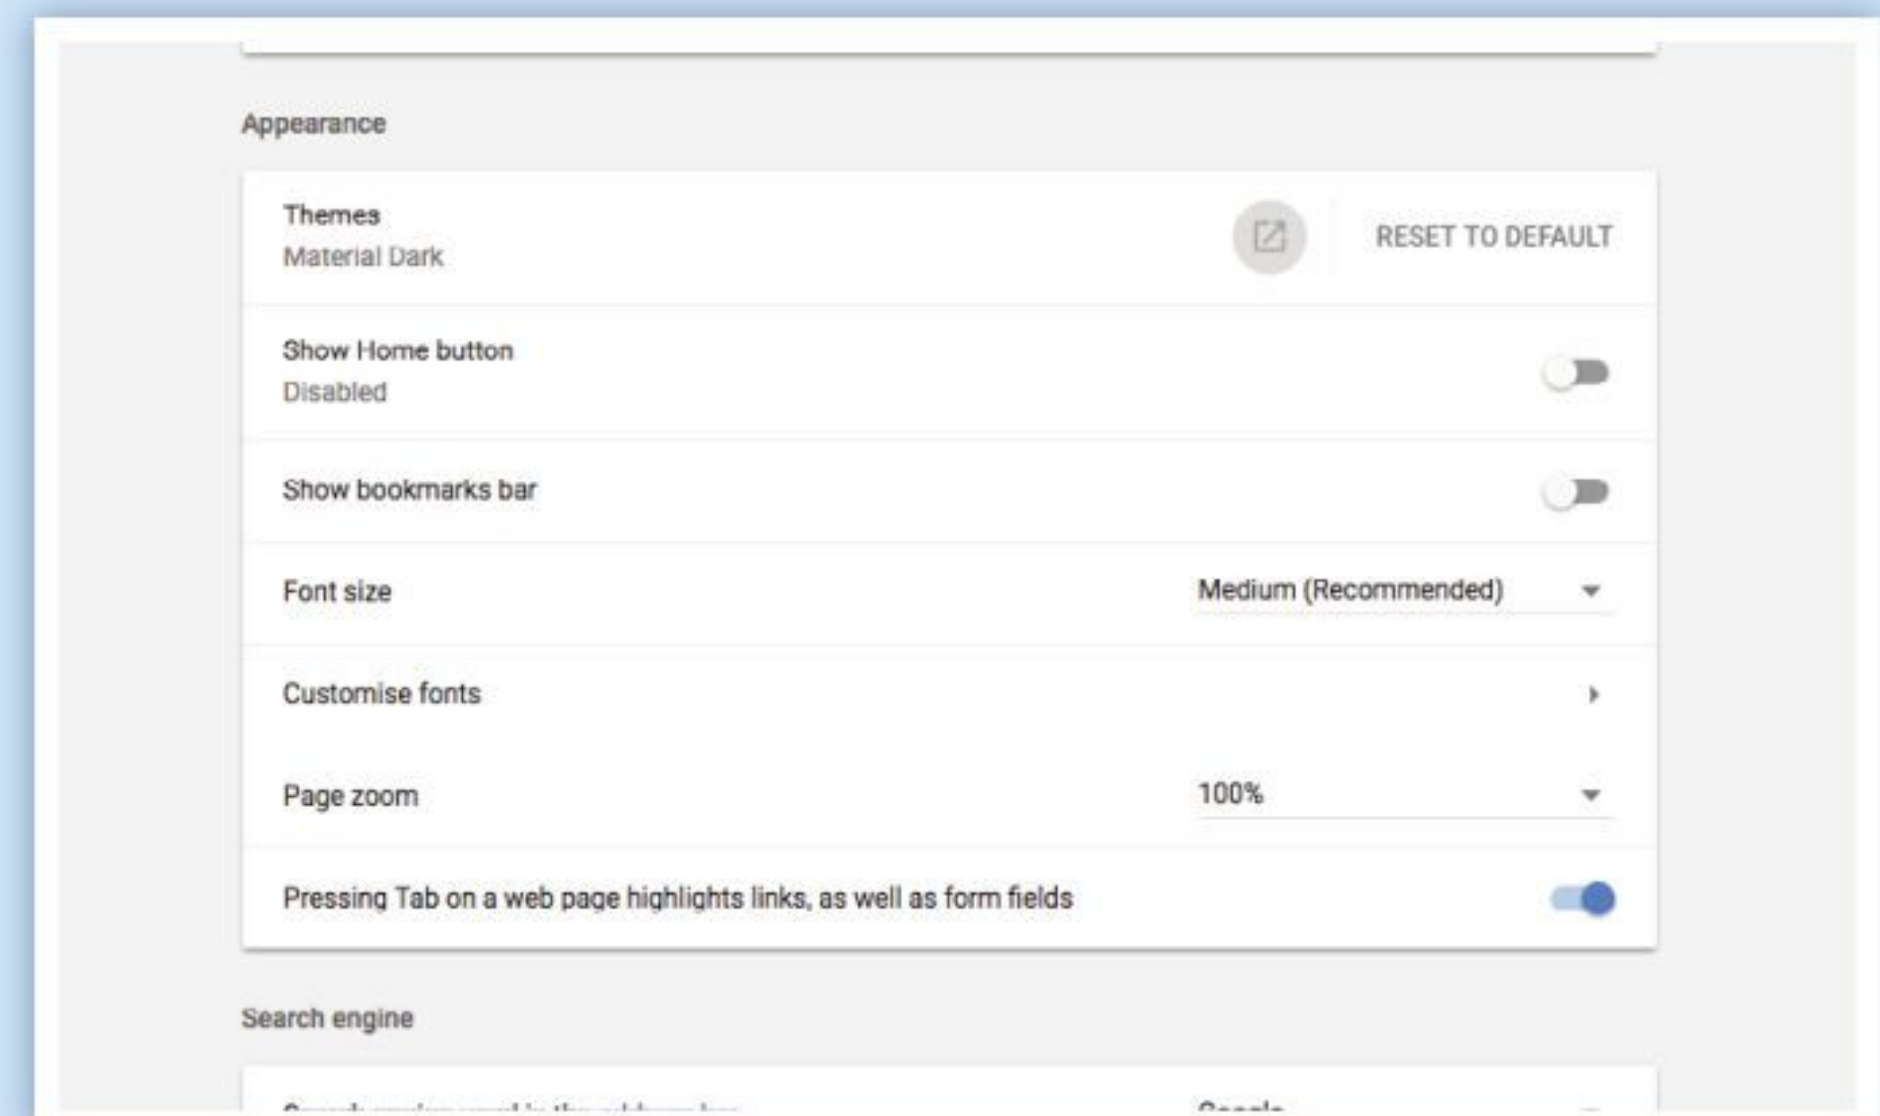 Appearance
Themes
Material Dark
RESET TO DEFAULT
Show Home button
Disabled
Show bookmarks bar
Font size
Medium (Recommended)
Customise fonts
Page zoom
100%
Pressing Tab on a web page highlights links, as well as form fields
Search engine
Google